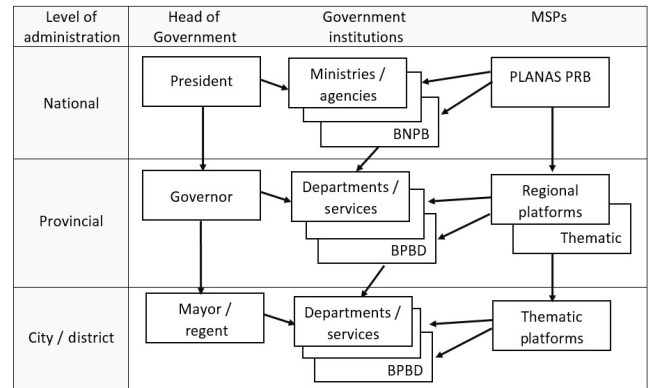 Level of
administration
Head of
Government
Government
institutions
MSPs
National
President
Ministries /
agencies
BNPB
PLANAS PRB
Provincial
Governor
Departments /
services
BPBD
Regional
platforms
Thematic
City / district
Mayor /
regent
Departments /
services
BPBD
Thematic
platforms